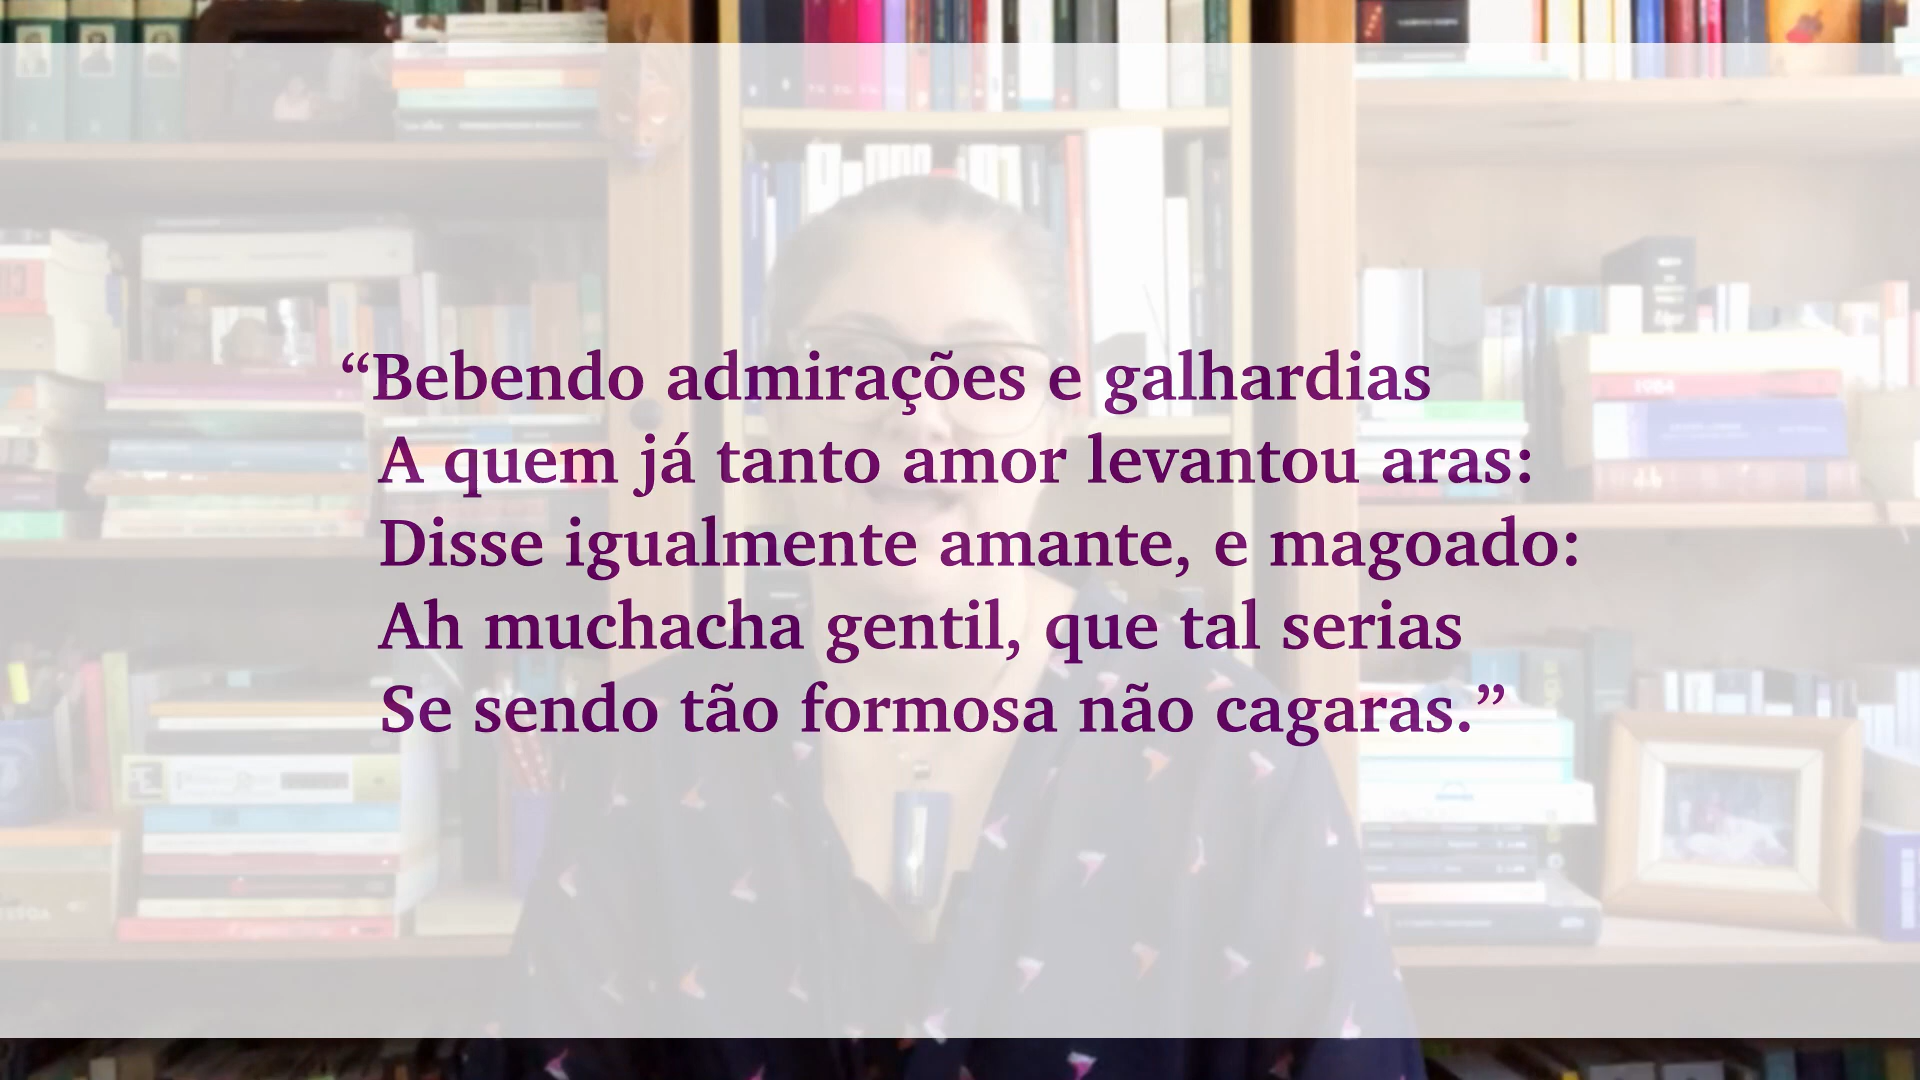 “Bebendo admirações e galhardias
A quem já tanto amor levantou aras:
Disse igualmente amante, e magoado:
Ah muchacha gentil, que tal serias
Se sendo tão formosa não cagaras.”
1984